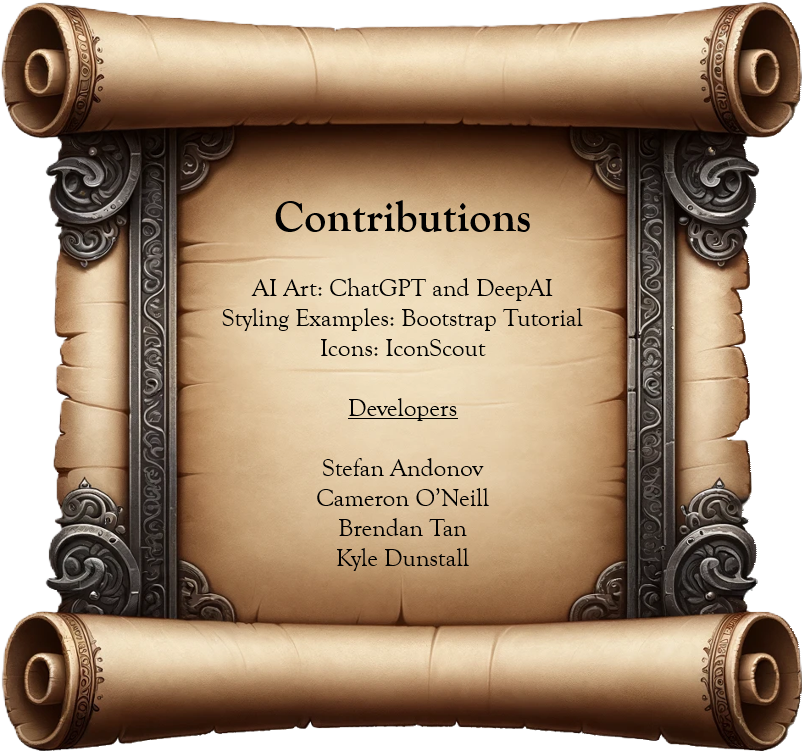 Contributions
AI Art: ChatGPT and DeepAI
Styling Examples: Bootstrap Tutorial
Icons: IconScout
Developers
Stefan Andonov
Cameron O’Neill
Brendan Tan
Kyle Dunstall